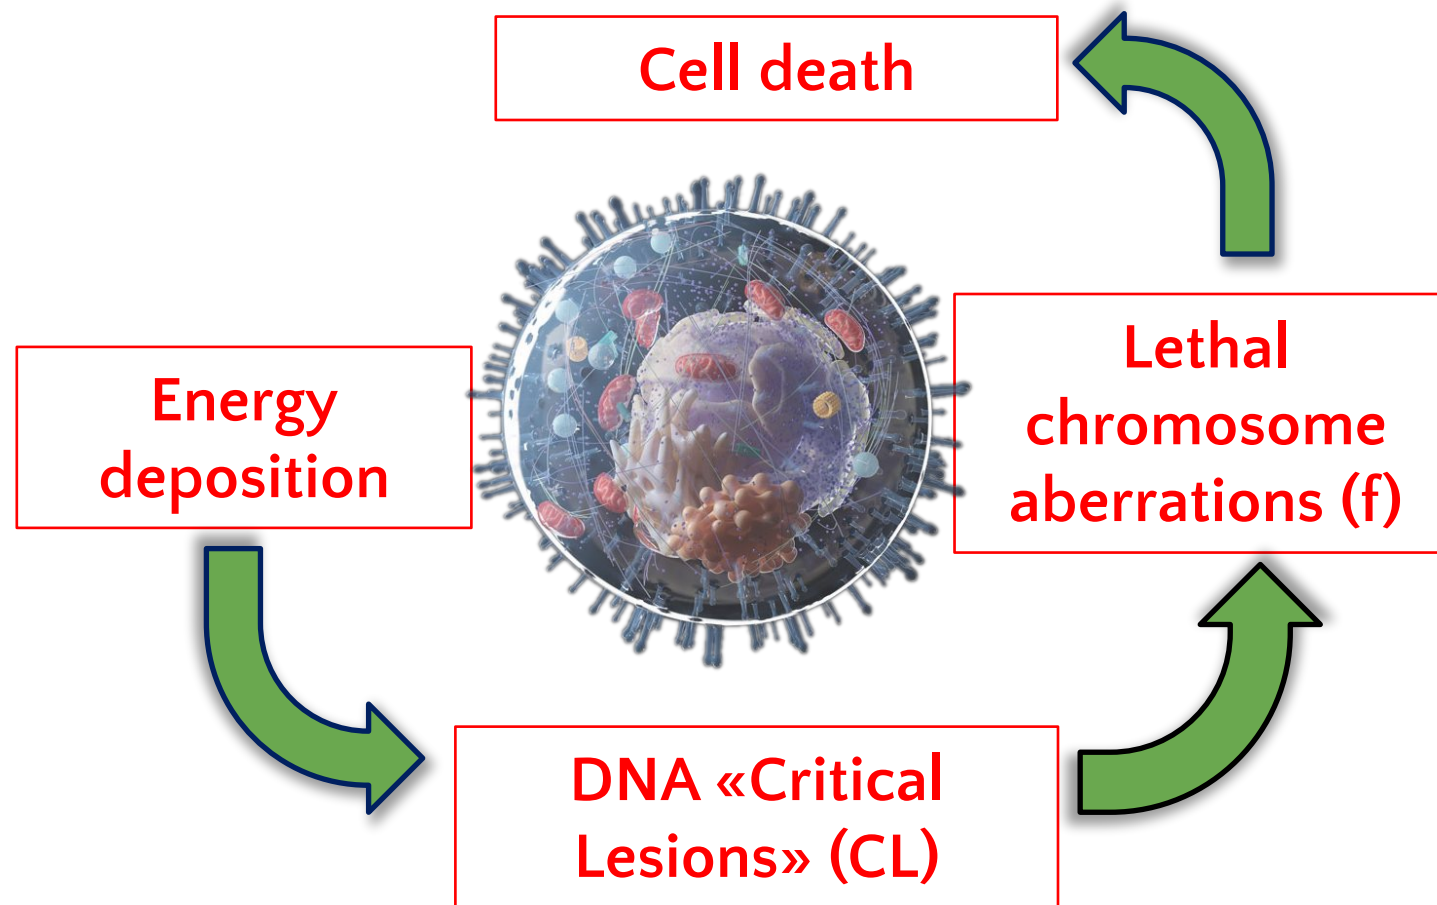 Cell death
Energy
deposition
Lethal
chromosome
aberrations (f)
DNA «Critical
Lesions» (CL)